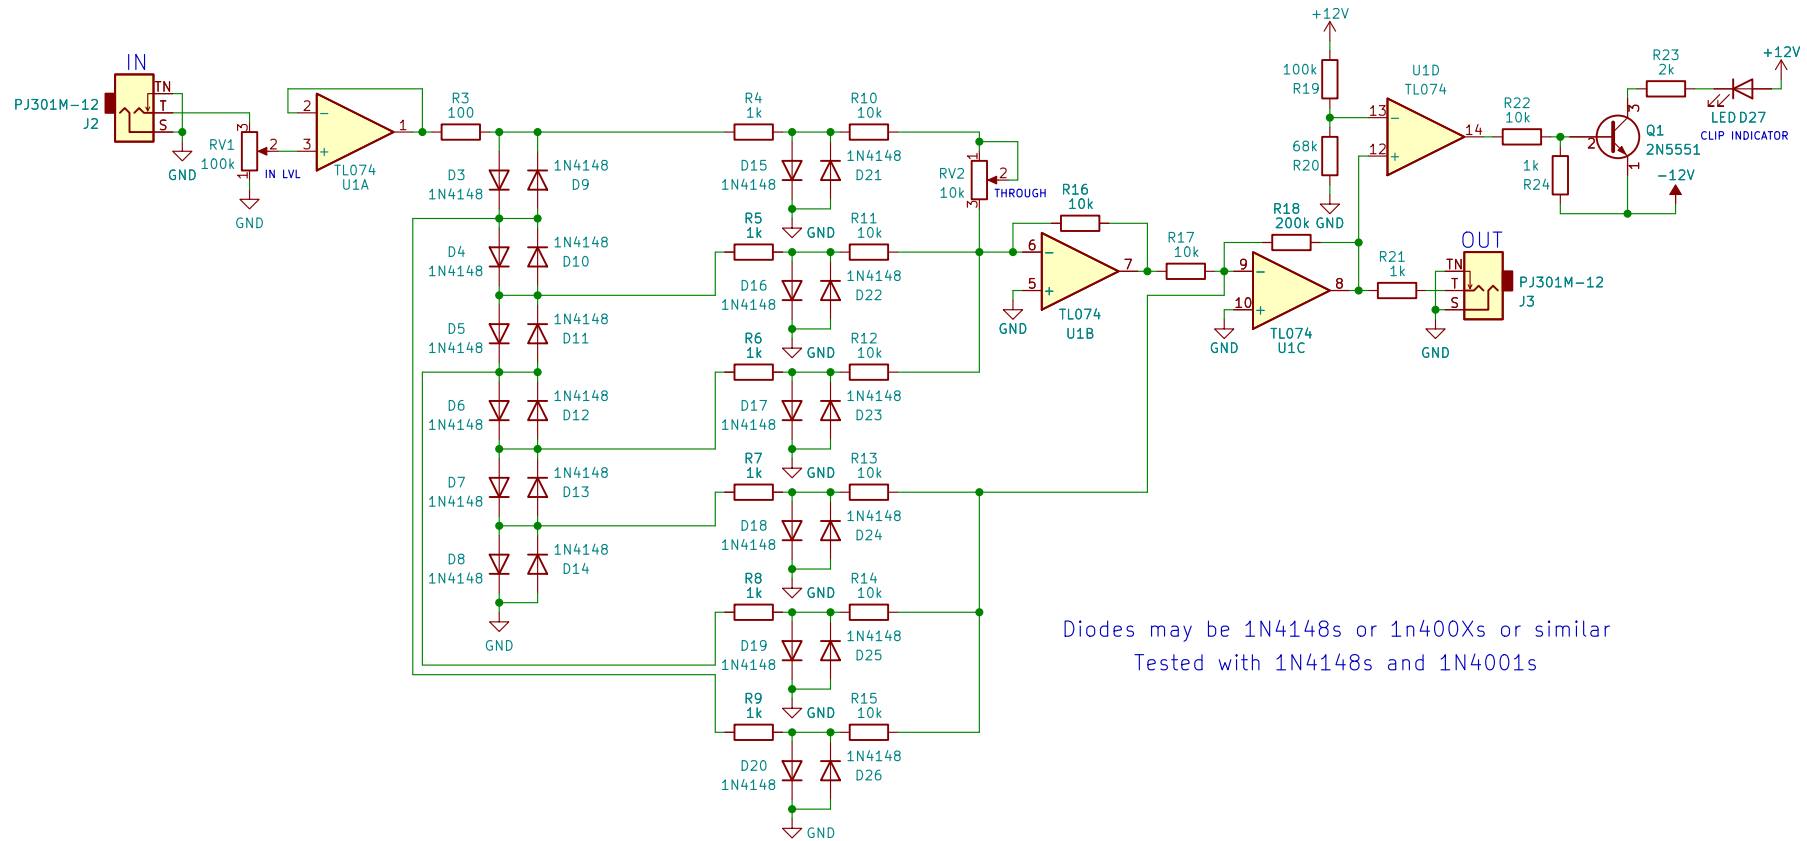 IN
PJ301M-12
J2
TN
T
S
GND
RV1
100k
3
2
1
IN LVL
GND
2
3
1
−
+
TL074
U1A
R3
100
D3
1N4148
1N4148
D9
D4
1N4148
1N4148
D10
D5
1N4148
1N4148
D11
D6
1N4148
1N4148
D12
D7
1N4148
1N4148
D13
D8
1N4148
1N4148
D14
GND
R4
1k
R10
10k
D15
1N4148
1N4148
D21
GND
R5
1k
R11
10k
D16
1N4148
1N4148
D22
GND
R6
1k
R12
10k
D17
1N4148
1N4148
D23
GND
R7
1k
R13
10k
D18
1N4148
1N4148
D24
GND
R8
1k
R14
10k
D19
1N4148
1N4148
D25
GND
R9
1k
R15
10k
D20
1N4148
1N4148
D26
GND
RV2
10k
1
2
3
THROUGH
R16
10k
6
5
7
−
+
GND
TL074
U1B
R17
10k
R18
200k
9
10
8
−
+
GND
TL074
U1C
+12V
100k
R19
68k
R20
GND
U1D
TL074
13
12
14
−
+
R22
10k
1k
R24
2
3
1
Q1
2N5551
-12V
R23
2k
LED
D27
CLIP INDICATOR
+12V
R21
1k
OUT
TN
T
S
PJ301M-12
J3
GND
Diodes may be 1N4148s or 1n400Xs or similar
Tested with 1N4148s and 1N4001s